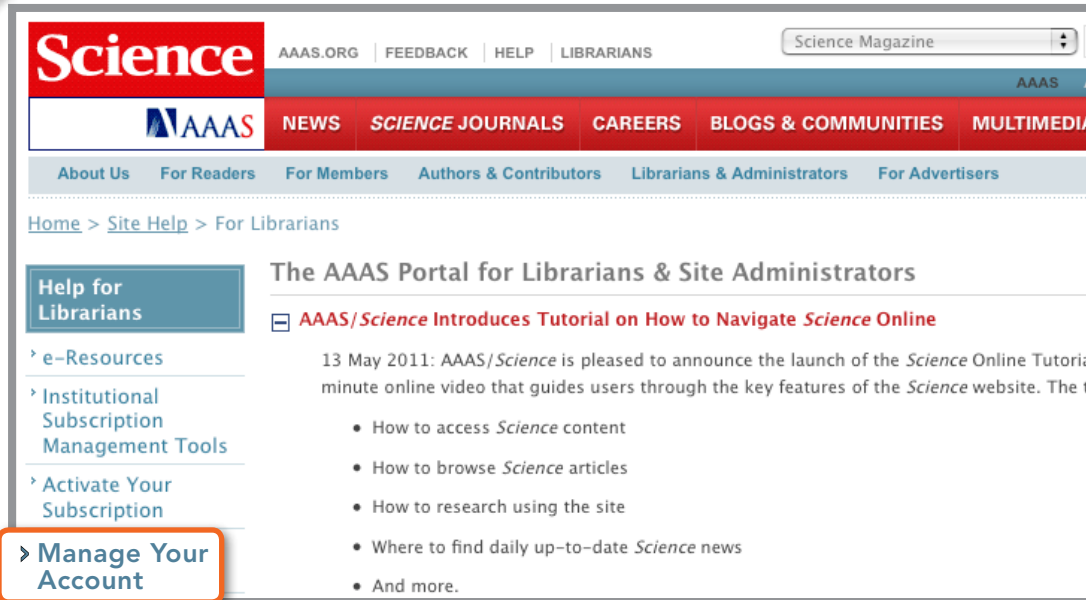 Science
AAAS.ORG FEEDBACK HELP LIBRARIANS
Science Magazine
AAAS
AAAS
NEWS SCIENCE JOURNALS CAREERS BLOGS & COMMUNITIES MULTIMEDIA
About Us For Readers For Members Authors & Contributors Librarians & Administrators For Advertisers
Home > Site Help > For Librarians
Help for
Librarians
› e-Resources
› Institutional
Subscription
Management Tools
› Activate Your
Subscription
› Manage Your
Account
The AAAS Portal for Librarians & Site Administrators
AAAS/Science Introduces Tutorial on How to Navigate Science Online
13 May 2011: AAAS/Science is pleased to announce the launch of the Science Online
minute online video that guides users through the key features of the Science website. The
• How to access Science content
• How to browse Science articles
• How to research using the site
• Where to find daily up-to-date Science news
• And more.